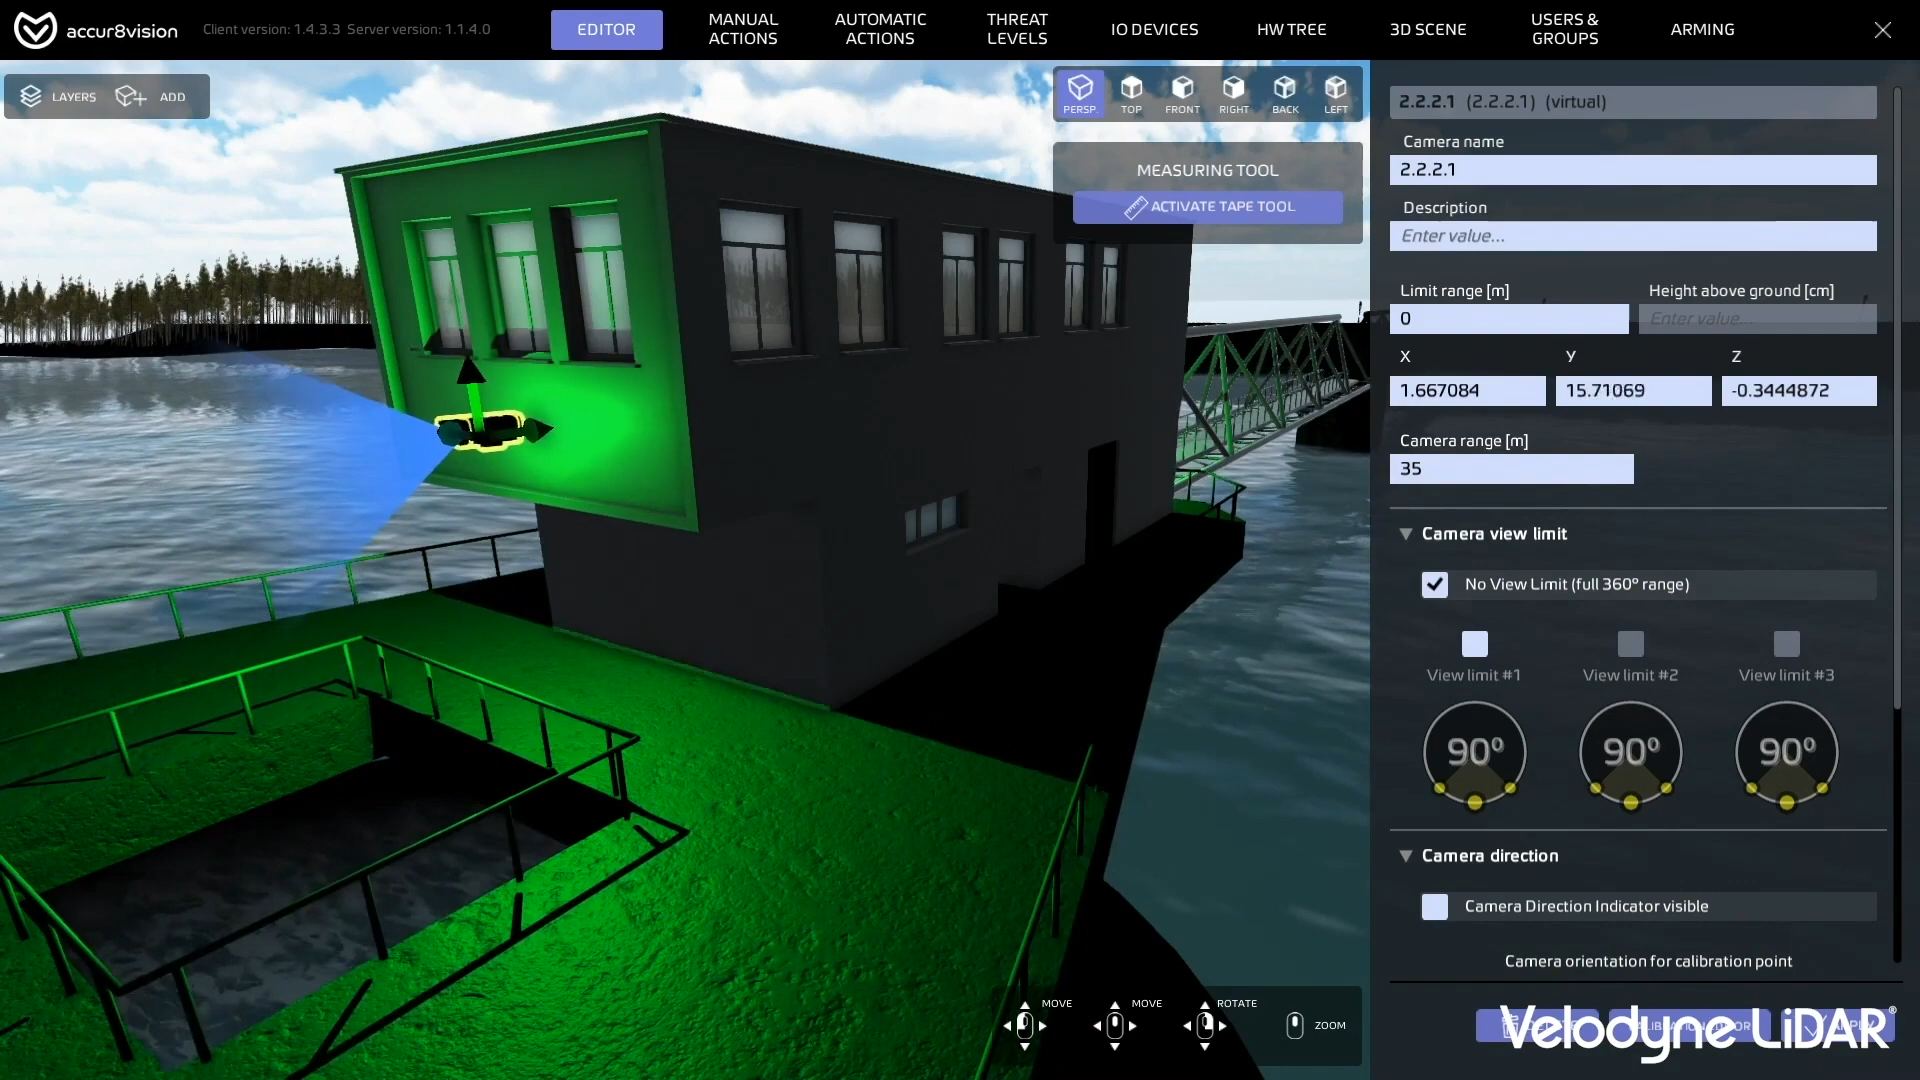 accur8vision
Client version: 1.4.3.3 Server version: 1.1.4.0
EDITOR
MANUAL
ACTIONS
AUTOMATIC
ACTIONS
THREAT
LEVELS
IO DEVICES
HW TREE
3D SCENE
USERS &
GROUPS
ARMING
LAYERS
ADD
PERSP.
TOP
FRONT
RIGHT
BACK
LEFT
MEASURING TOOL
ACTIVATE TAPE TOOL
2.2.2.1 (2.2.2.1) (virtual)
Camera name
2.2.2.1
Description
Enter value...
Limit range [m]
Height above ground [cm]
0
Enter value...
X
Y
Z
1.667084
15.71069
-0.3444872
Camera range [m]
35
Camera view limit
No View Limit (full 360º range)
View limit #1
View limit #2
View limit #3
90º
90º
90º
Camera direction
Camera Direction Indicator visible
Camera orientation for calibration point
MOVE
MOVE
ROTATE
ZOOM
Velodyne LiDAR®